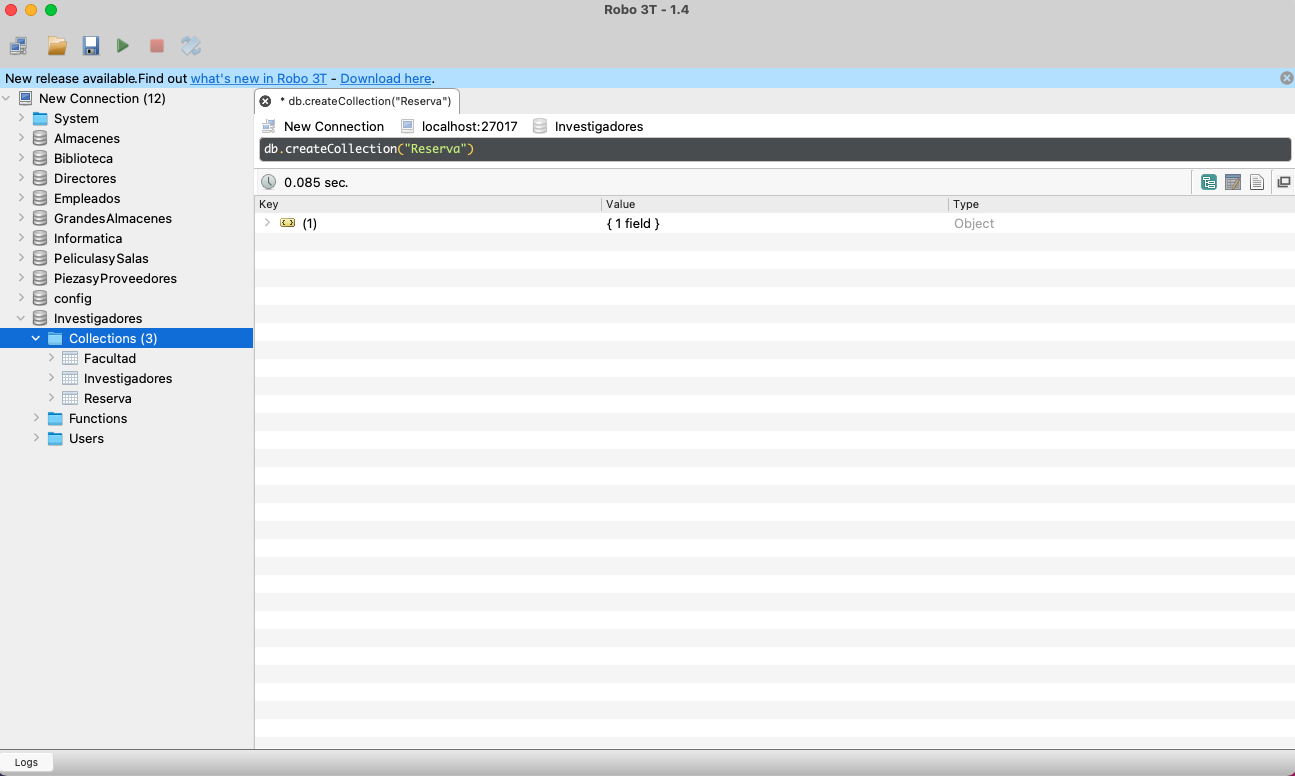 Robo 3T - 1.4
New release available.Find out what's new in Robo 3T - Download here.
New Connection (12)
System
Almacenes
Biblioteca
Directores
Empleados
GrandesAlmacenes
Informatica
PeliculasySalas
PiezasyProveedores
config
Investigadores
Collections (3)
Facultad
Investigadores
Reserva
Functions
Users
* db.createCollection("Reserva")
New Connection localhost:27017 Investigadores
db.createCollection("Reserva")
0.085 sec.
Key Value Type
(1) { 1 field } Object
Logs